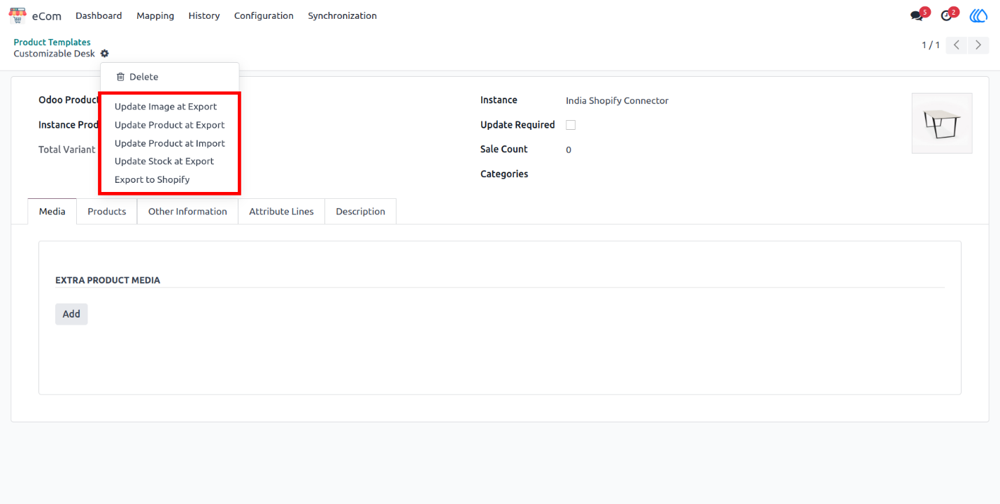 eCom Dashboard Mapping History Configuration Synchronization 5 2
Product Templates
Customizable Desk
1 / 1
Delete
Update Image at Export
Update Product at Export
Update Product at Import
Update Stock at Export
Export to Shopify
Odoo Product
Instance Prod
Total Variant
Instance India Shopify Connector
Update Required
Sale Count 0
Categories
Media Products Other Information Attribute Lines Description
EXTRA PRODUCT MEDIA
Add